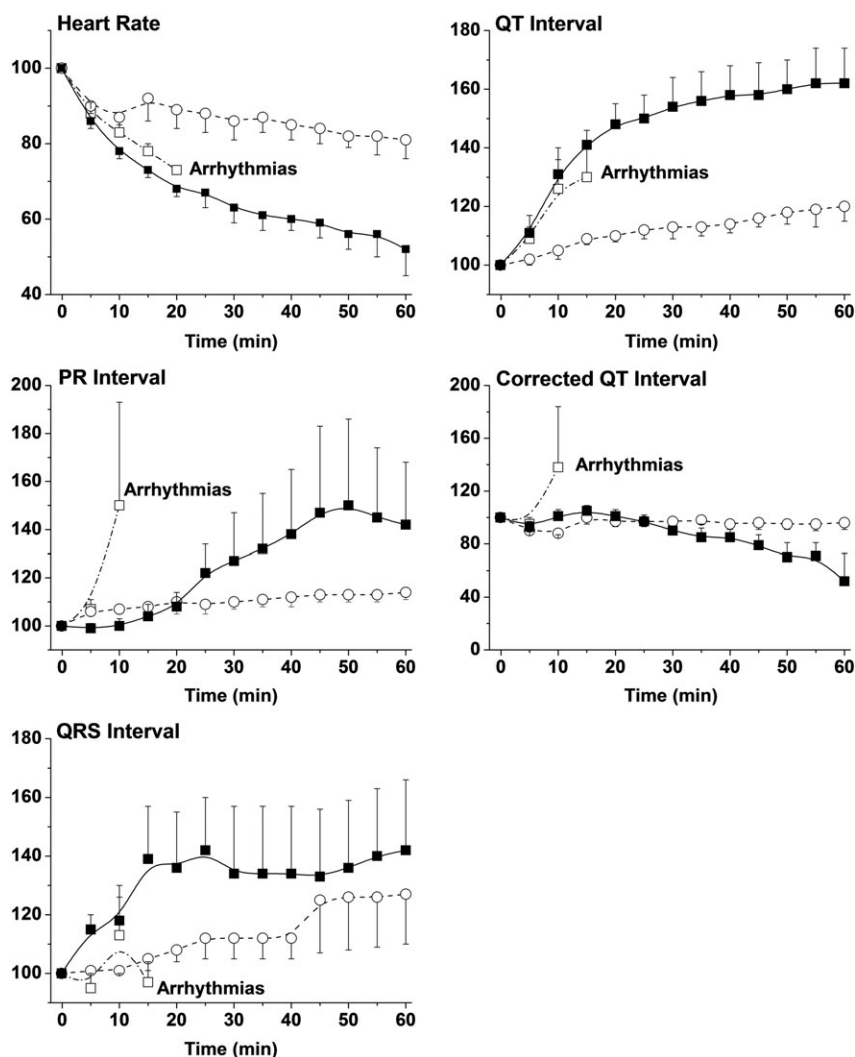 Heart Rate
100
80
60
40
Arrhythmias
0 10 20 30 40 50 60
Time (min)
QT Interval
160
140
120
100
Arrhythmias
0 10 20 30 40 50 60
Time (min)
PR Interval
200
180
160
140
120
100
Arrhythmias
0 10 20 30 40 50 60
Time (min)
Corrected QT Interval
200
160
120
80
40
0
Arrhythmias
0 10 20 30 40 50 60
Time (min)
QRS Interval
180
160
140
120
100
Arrhythmias
0 10 20 30 40 50 60
Time (min)